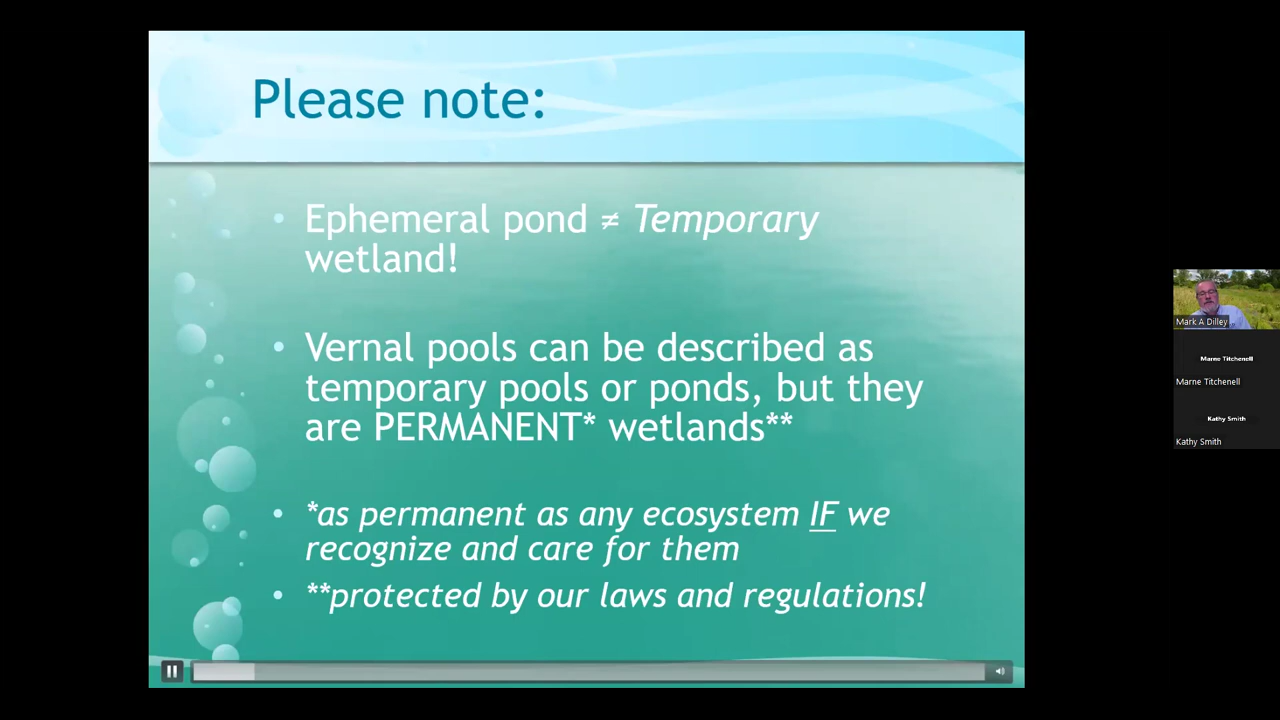 Please note:
• Ephemeral pond ≠ Temporary
wetland!
• Vernal pools can be described as
temporary pools or ponds, but they
are PERMANENT* wetlands**
• *as permanent as any ecosystem IF we
recognize and care for them
• **protected by our laws and regulations!
Mark A Dilley
Marne Titchenell
Marne Titchenell
Kathy Smith
Kathy Smith